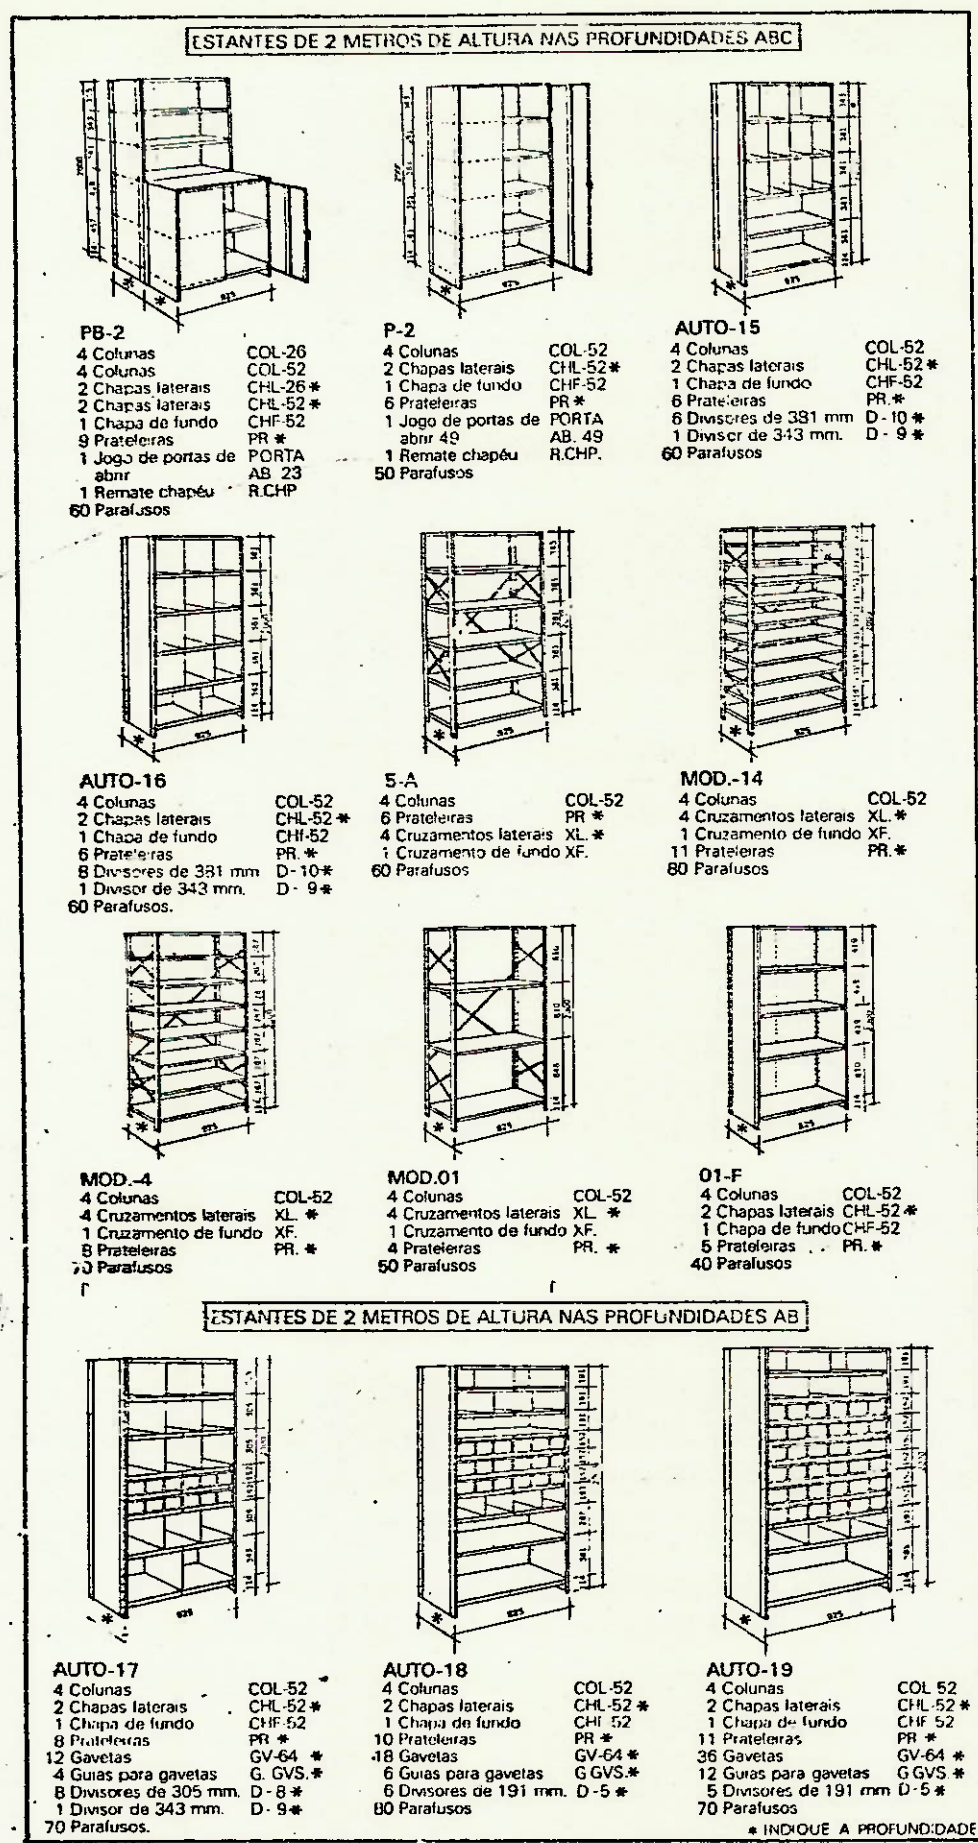 ESTANTES DE 2 METROS DE ALTURA NAS PROFUNDIDADES ABC
PB-2
4 Colunas COL-26
4 Colunas COL-52
2 Chapas laterais CHL-26 *
2 Chapas laterais CHL-52 *
1 Chapa de fundo CHF-52
9 Prateleiras PR *
1 Jogo de portas de PORTA
abrir AB 23
1 Remate chapéu R.CHP
60 Parafusos
P-2
4 Colunas COL-52
2 Chapas laterais CHL-52 *
1 Chapa de fundo CHF-52
6 Prateleiras PR *
1 Jogo de portas de PORTA
abrir 49 AB. 49
1 Remate chapéu R.CHP.
50 Parafusos
AUTO-15
4 Colunas COL-52
2 Chapas laterais CHL-52 *
1 Chapa de fundo CHF-52
6 Prateleiras PR. *
6 Divisores de 381 mm D - 10 *
1 Divisor de 343 mm. D - 9 *
60 Parafusos
825
825
825
AUTO-16
4 Colunas COL-52
2 Chapas laterais CHL-52 *
1 Chapa de fundo CHF-52
6 Prateleiras PR. *
8 Divisores de 381 mm D - 10 *
1 Divisor de 343 mm. D - 9 *
60 Parafusos.
5-A
4 Colunas COL-52
6 Prateleiras PR *
4 Cruzamentos laterais XL. *
1 Cruzamento de fundo XF.
60 Parafusos
MOD.-14
4 Colunas COL-52
4 Cruzamentos laterais XL. *
1 Cruzamento de fundo XF.
11 Prateleiras PR. *
80 Parafusos
825
825
825
MOD.-4
4 Colunas COL-52
4 Cruzamentos laterais XL. *
1 Cruzamento de fundo XF.
8 Prateleiras PR. *
70 Parafusos
MOD.01
4 Colunas COL-52
4 Cruzamentos laterais XL *
1 Cruzamento de fundo XF.
4 Prateleiras PR. *
50 Parafusos
01-F
4 Colunas COL-52
2 Chapas laterais CHL-52 *
1 Chapa de fundo CHF-52
5 Prateleiras PR. *
40 Parafusos
ESTANTES DE 2 METROS DE ALTURA NAS PROFUNDIDADES AB
825
825
825
AUTO-17
4 Colunas COL-52
2 Chapas laterais CHL-52 *
1 Chapa de fundo CHF-52
8 Prateleiras PR *
12 Gavetas GV-64 *
4 Guias para gavetas G. GVS. *
8 Divisores de 305 mm. D - 8 *
1 Divisor de 343 mm. D - 9 *
70 Parafusos.
AUTO-18
4 Colunas COL-52
2 Chapas laterais CHL-52 *
1 Chapa de fundo CHF 52
10 Prateleiras PR *
18 Gavetas GV-64 *
6 Guias para gavetas G GVS. *
6 Divisores de 191 mm. D - 5 *
80 Parafusos
AUTO-19
4 Colunas COL 52
2 Chapas laterais CHL-52 *
1 Chapa de fundo CHF 52
11 Prateleiras PR *
36 Gavetas GV-64 *
12 Guias para gavetas G GVS. *
5 Divisores de 191 mm D - 5 *
70 Parafusos
* INDIQUE A PROFUNDIDADE